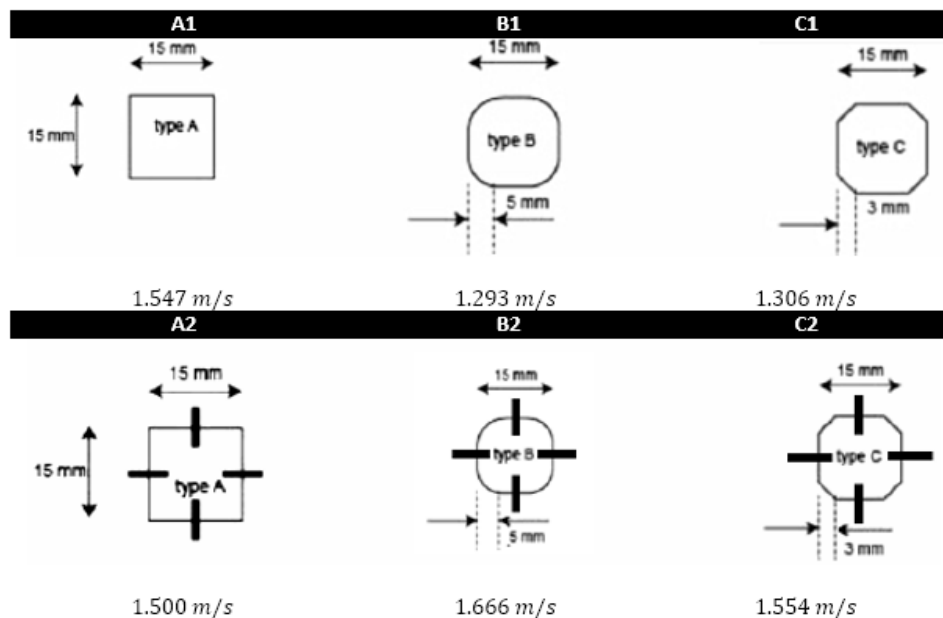 A1 B1 C1
15 mm 15 mm 15 mm
15 mm type A type B type C
5 mm 3 mm
1.547 m/s 1.293 m/s 1.306 m/s
A2 B2 C2
15 mm 15 mm 15 mm
15 mm type A type B type C
5 mm 3 mm
1.500 m/s 1.666 m/s 1.554 m/s